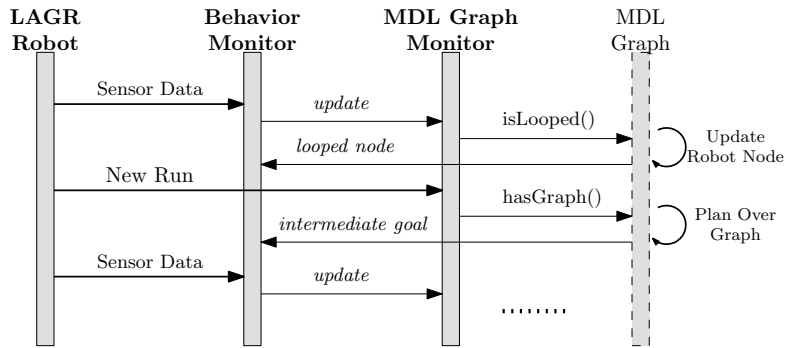 LAGR
Robot
Behavior
Monitor
MDL Graph
Monitor
MDL
Graph
Sensor Data
update
isLooped()
Update
Robot Node
looped node
New Run
hasGraph()
Plan Over
Graph
intermediate goal
Sensor Data
update
........